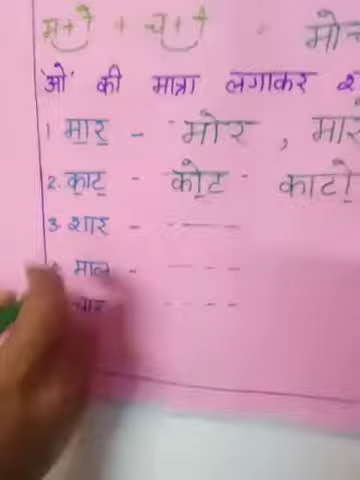 म + ो + च + ो मोच
'ओ' की मात्रा लगाकर श
1 मार - मोर , मारो
2. काट - कोट - काटो
3. शार - -----
माल - ----
चार ----